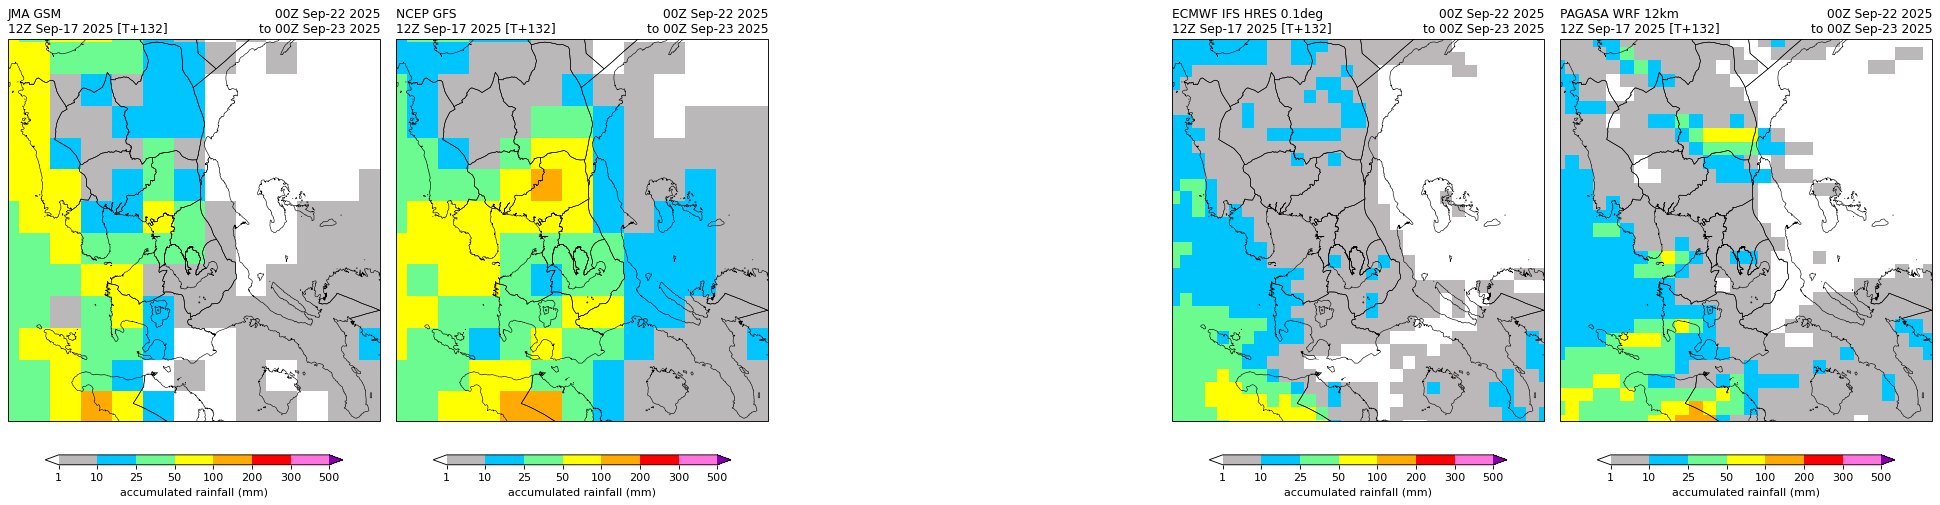 JMA GSM 00Z Sep-22 2025
12Z Sep-17 2025 [T+132] to 00Z Sep-23 2025
1 10 25 50 100 200 300 500
accumulated rainfall (mm)
NCEP GFS 00Z Sep-22 2025
12Z Sep-17 2025 [T+132] to 00Z Sep-23 2025
1 10 25 50 100 200 300 500
accumulated rainfall (mm)
ECMWF IFS HRES 0.1deg 00Z Sep-22 2025
12Z Sep-17 2025 [T+132] to 00Z Sep-23 2025
1 10 25 50 100 200 300 500
accumulated rainfall (mm)
PAGASA WRF 12km 00Z Sep-22 2025
12Z Sep-17 2025 [T+132] to 00Z Sep-23 2025
1 10 25 50 100 200 300 500
accumulated rainfall (mm)